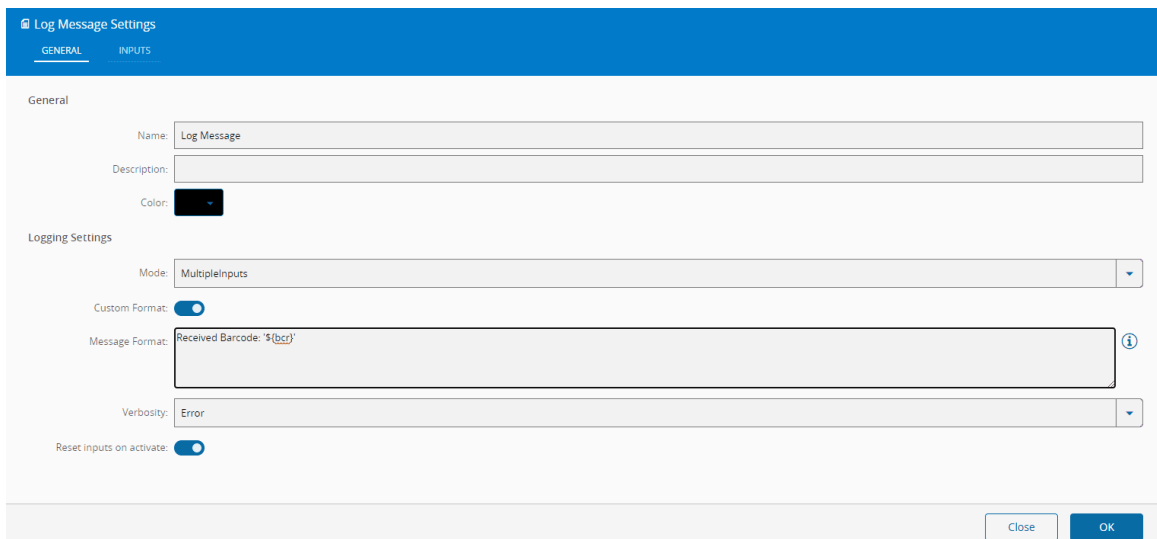 Log Message Settings
GENERAL INPUTS
General
Name: Log Message
Description:
Color:
Logging Settings
Mode: MultipleInputs
Custom Format:
Message Format: Received Barcode: '${bcr}'
Verbosity: Error
Reset inputs on activate:
Close OK